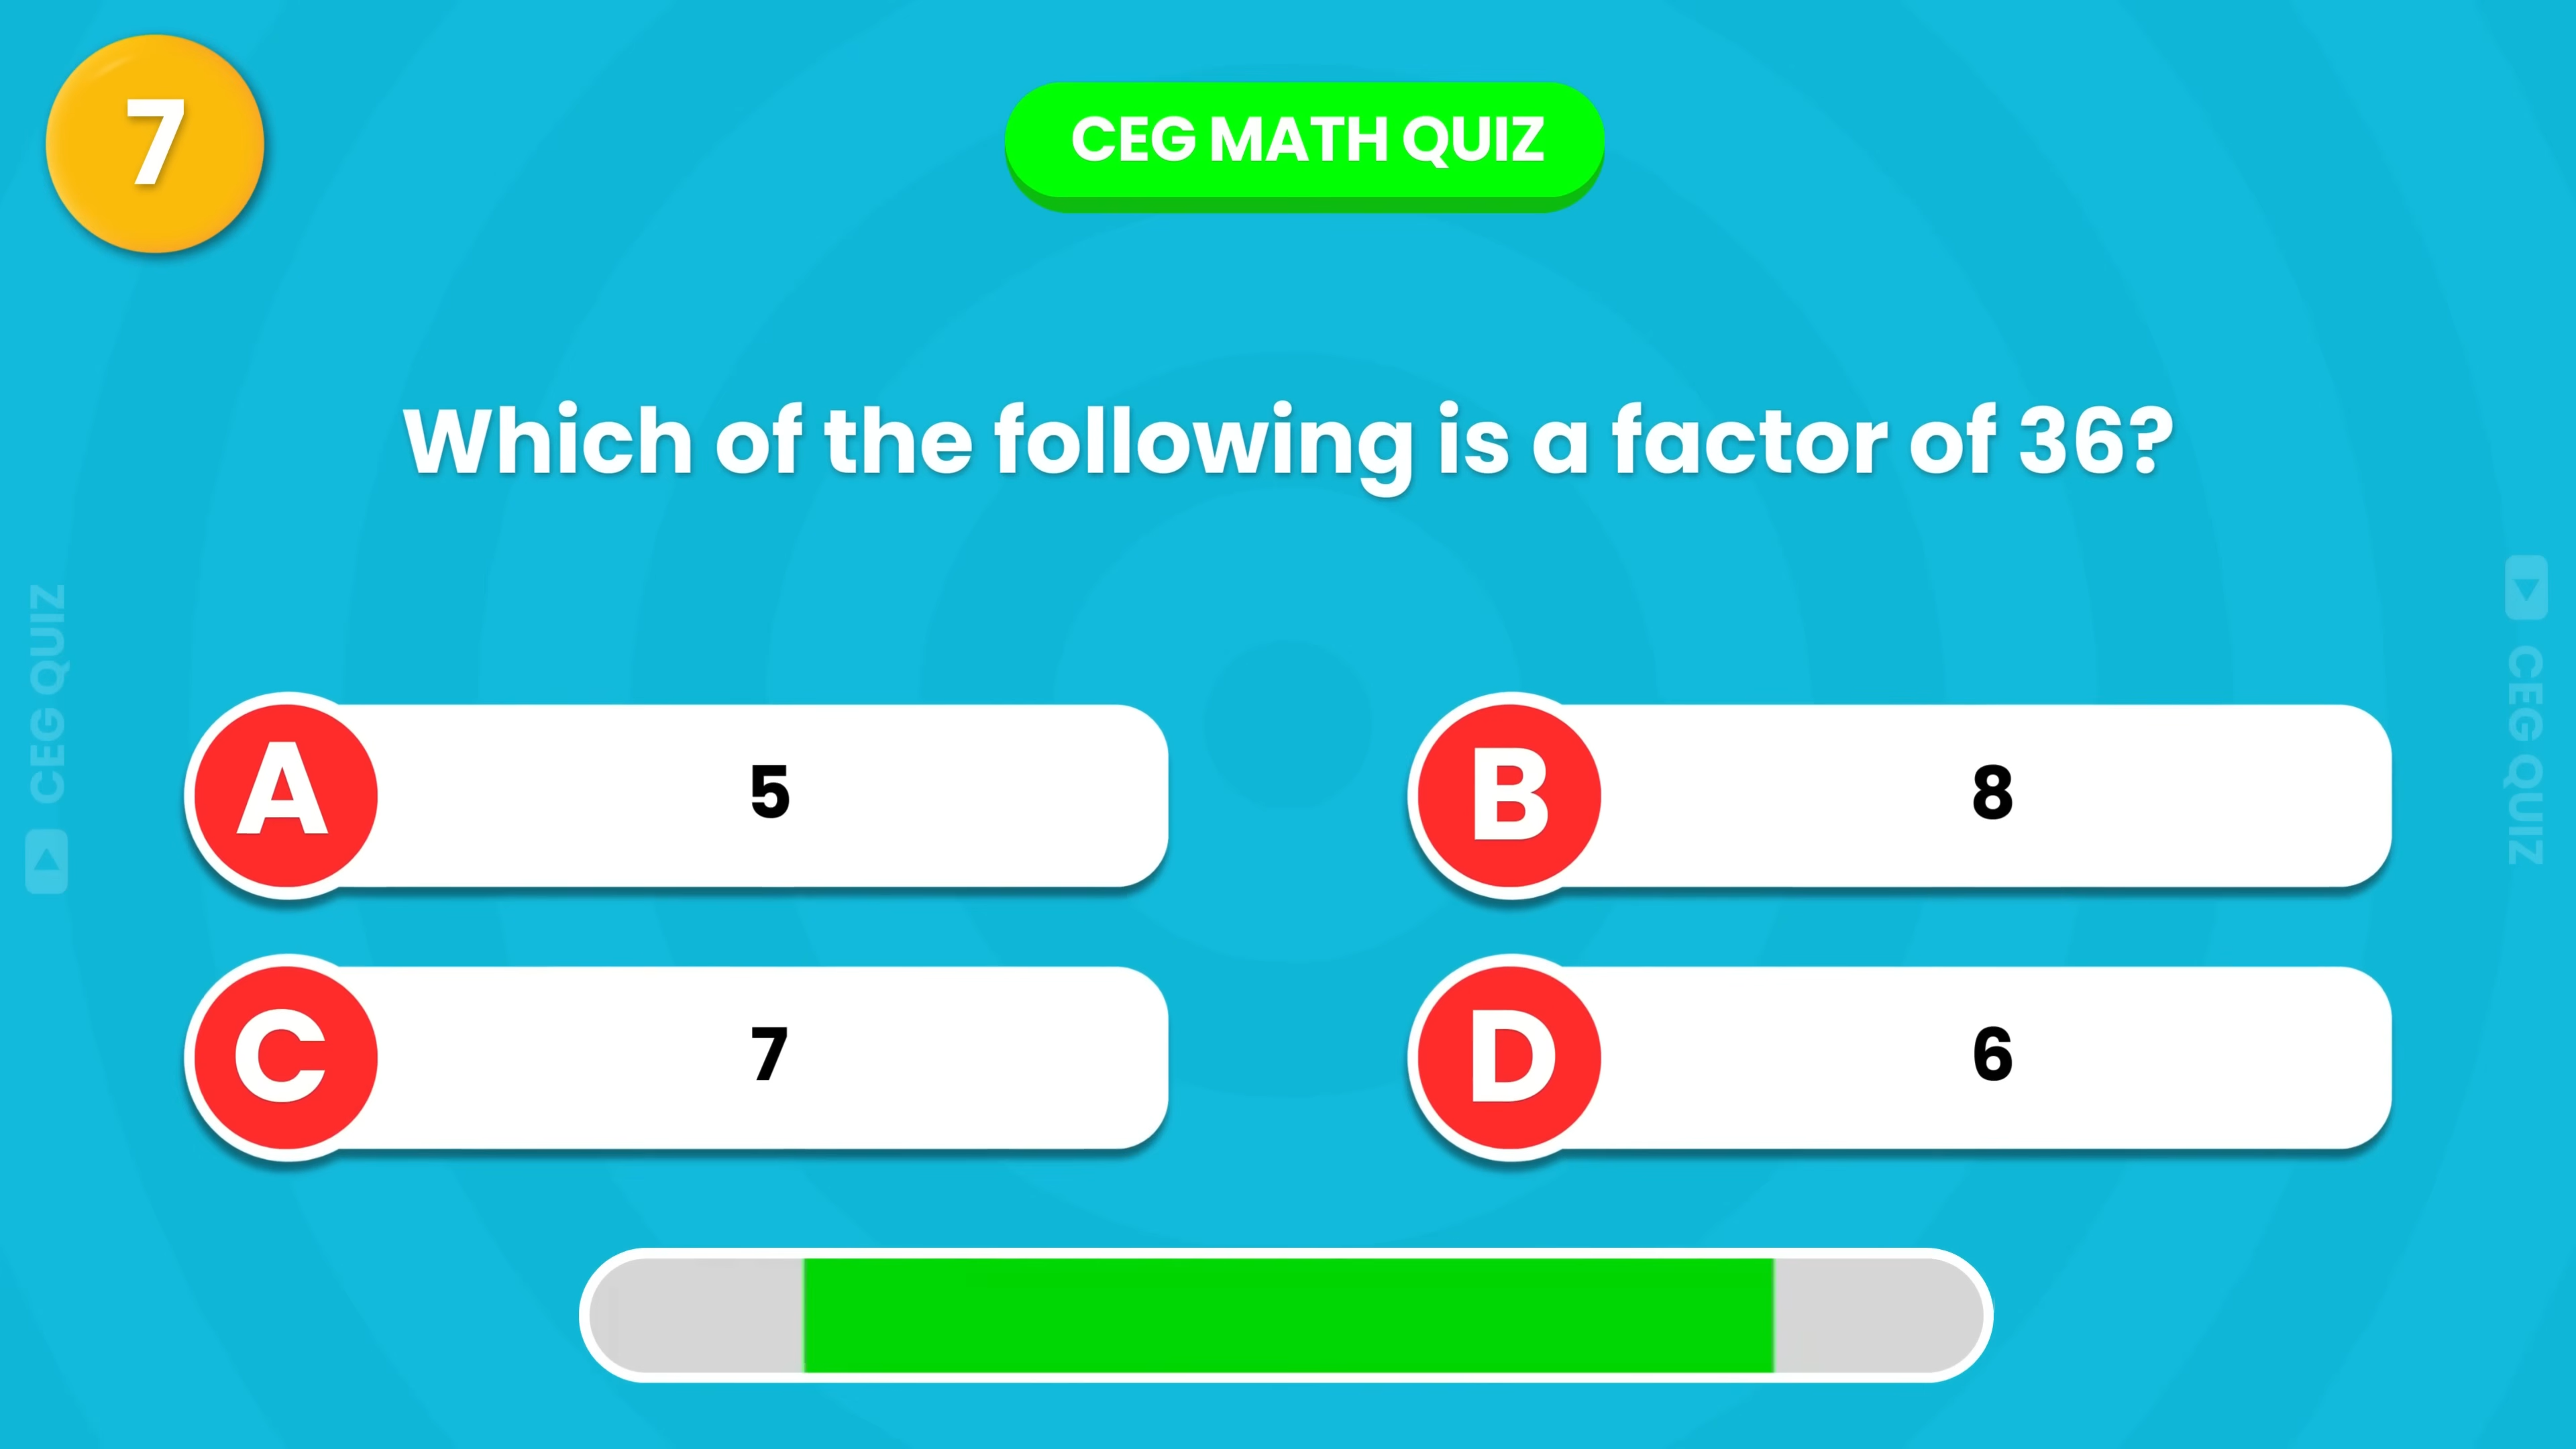 7
CEG MATH QUIZ
Which of the following is a factor of 36?
CEG QUIZ
CEG QUIZ
A 5
B 8
C 7
D 6